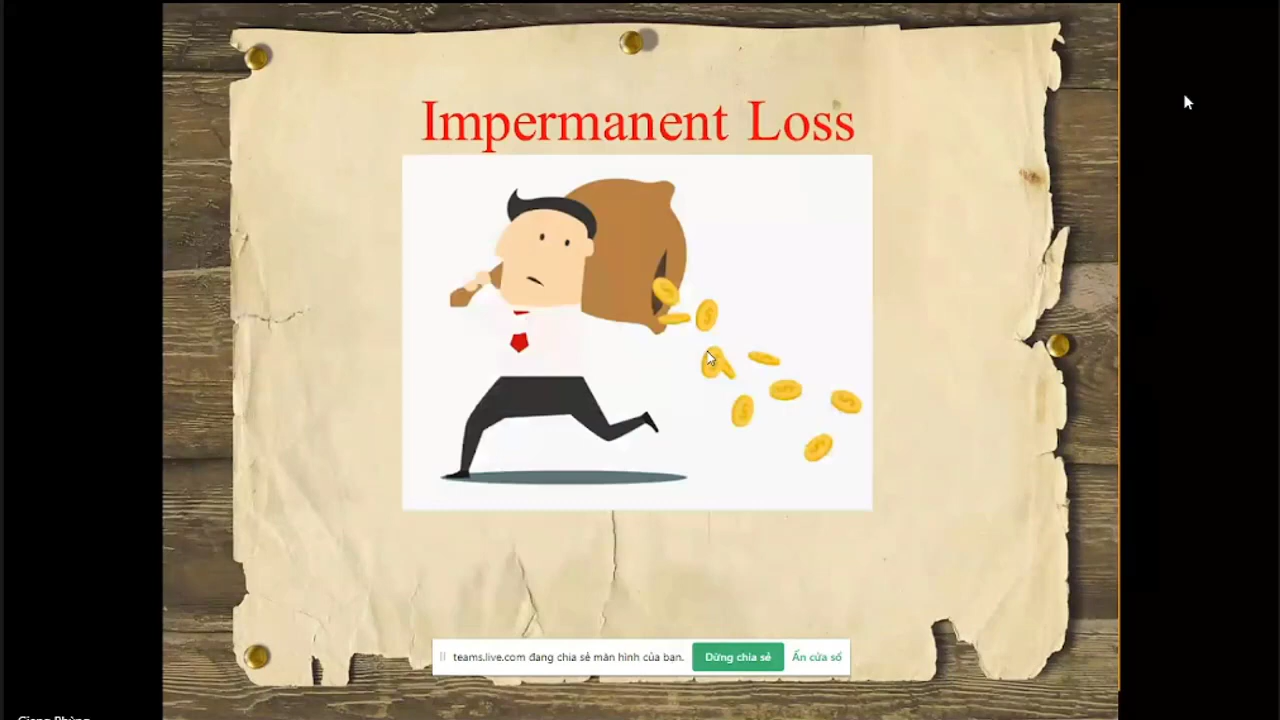 Impermanent Loss
teams.live.com đang chia sẻ màn hình của bạn.
Dừng chia sẻ
Ẩn cửa sổ